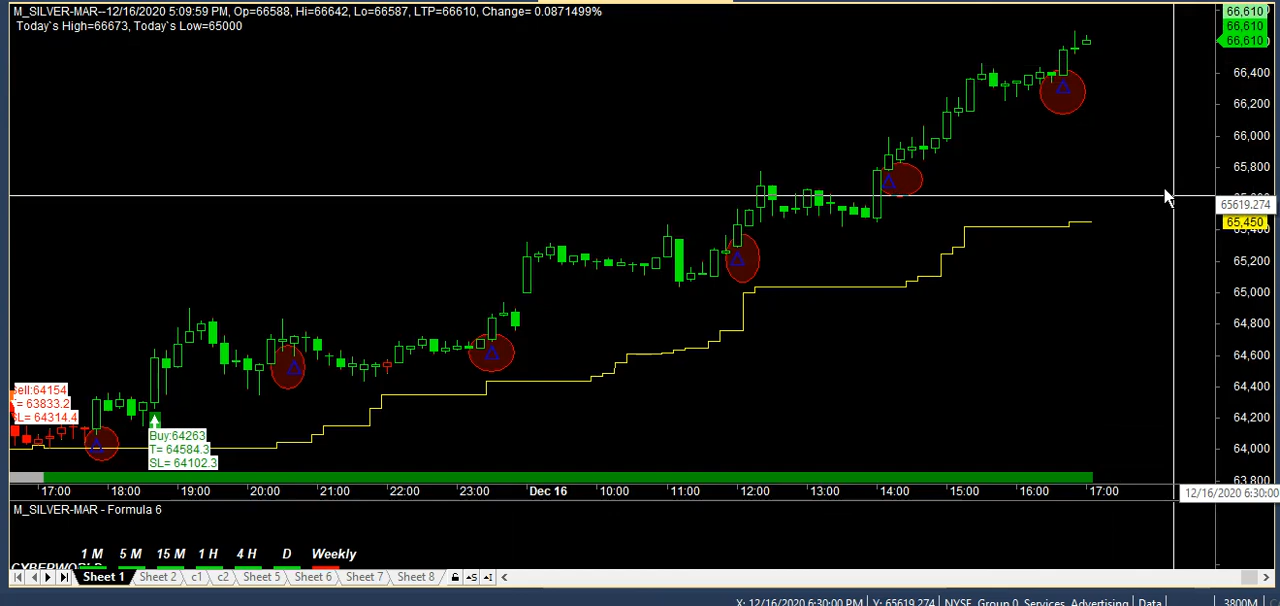 M_SILVER-MAR--12/16/2020 5:09:59 PM, Op=66588, Hi=66642, Lo=66587, LTP=66610, Change= 0.0871499%
Today`s High=66673, Today`s Low=65000
66,610
66,610
66,610
66,400
66,200
66,000
65,800
65619.274
65,450
65,400
65,200
65,000
64,800
64,600
64,400
64,200
64,000
63,800
Sell:64154
T= 63833.2
SL= 64314.4
Buy:64263
T= 64584.3
SL= 64102.3
17:00 18:00 19:00 20:00 21:00 22:00 23:00 Dec 16 10:00 11:00 12:00 13:00 14:00 15:00 16:00 17:00
12/16/2020 6:30:00
M_SILVER-MAR - Formula 6
1 M 5 M 15 M 1 H 4 H D Weekly
Sheet 1 Sheet 2 c1 c2 Sheet 5 Sheet 6 Sheet 7 Sheet 8
X: 12/16/2020 6:30:00 PM Y: 65619.274 NYSE, Group 0, Services, Advertising Data 3800M